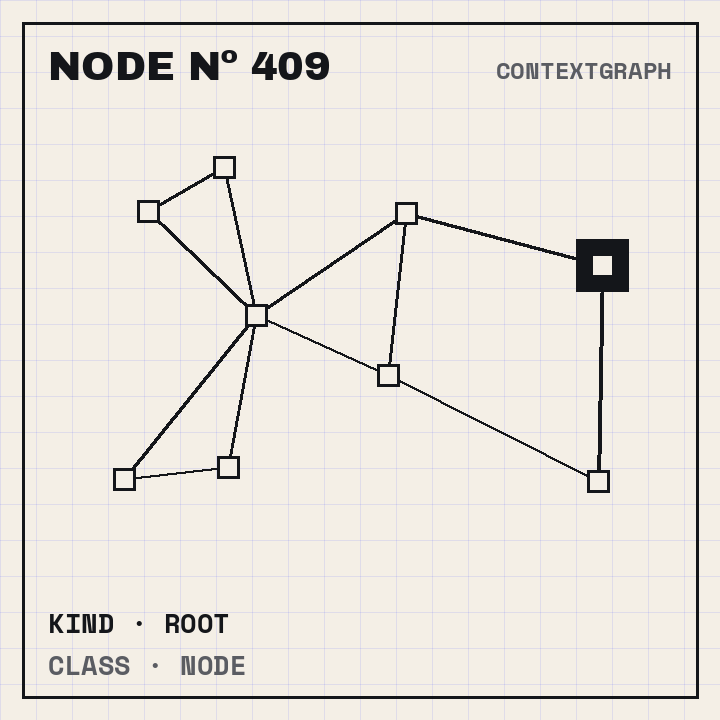 NODE Nº 409
CONTEXTGRAPH
KIND · ROOT
CLASS · NODE